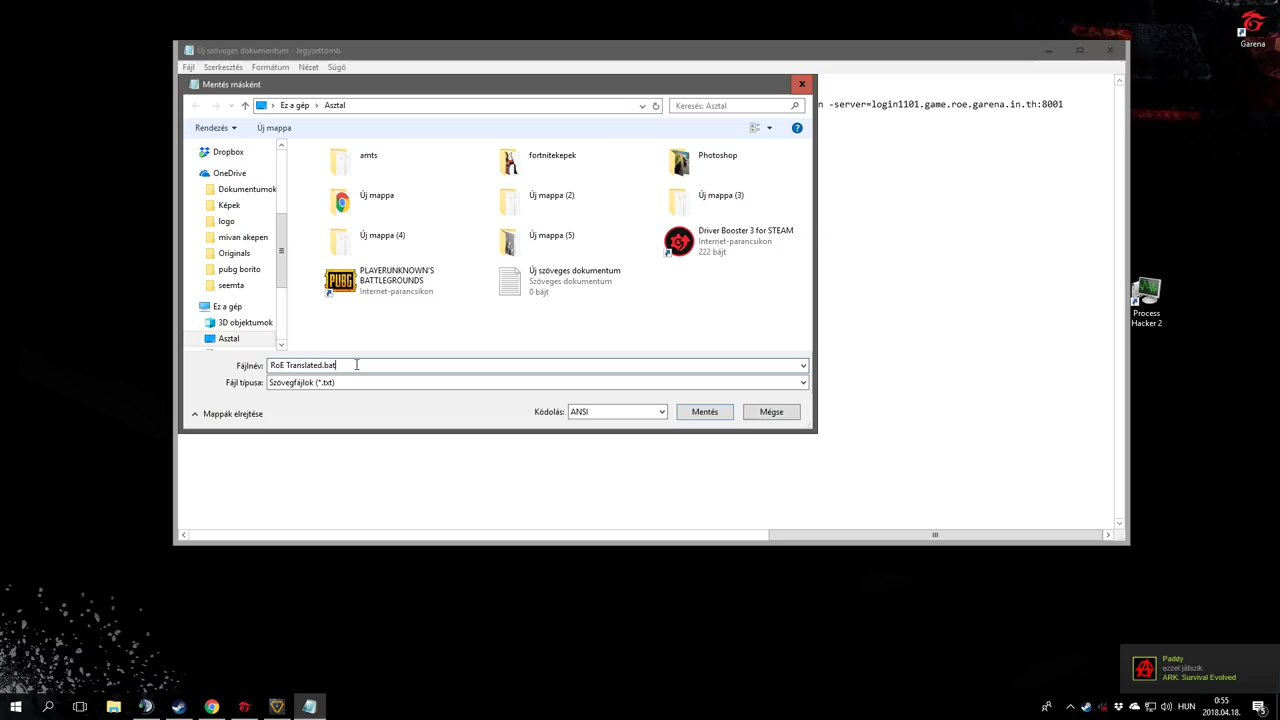 Garena
Új szöveges dokumentum - Jegyzettömb
Fájl Szerkesztés Formátum Nézet Súgó
Mentés másként
Ez a gép Asztal
Keresés: Asztal
n -server=login1101.game.roe.garena.in.th:8001
Rendezés Új mappa
Dropbox
OneDrive
Dokumentumok
Képek
logo
mivan akepen
Originals
pubg borito
seemta
Ez a gép
3D objektumok
Asztal
amts
fortnitekepek
Photoshop
Új mappa
Új mappa (2)
Új mappa (3)
Új mappa (4)
Új mappa (5)
Driver Booster 3 for STEAM
Internet-parancsikon
222 bájt
PLAYERUNKNOWN'S
BATTLEGROUNDS
Internet-parancsikon
PUBG
Új szöveges dokumentum
Szöveges dokumentum
0 bájt
Process
Hacker 2
Fájlnév: RoE Translated.bat
Fájl típusa: Szövegfájlok (*.txt)
Mappák elrejtése
Kódolás: ANSI
Mentés
Mégse
Paddy
ezzel játszik:
ARK: Survival Evolved
HUN
0:55
2018.04.18.
5